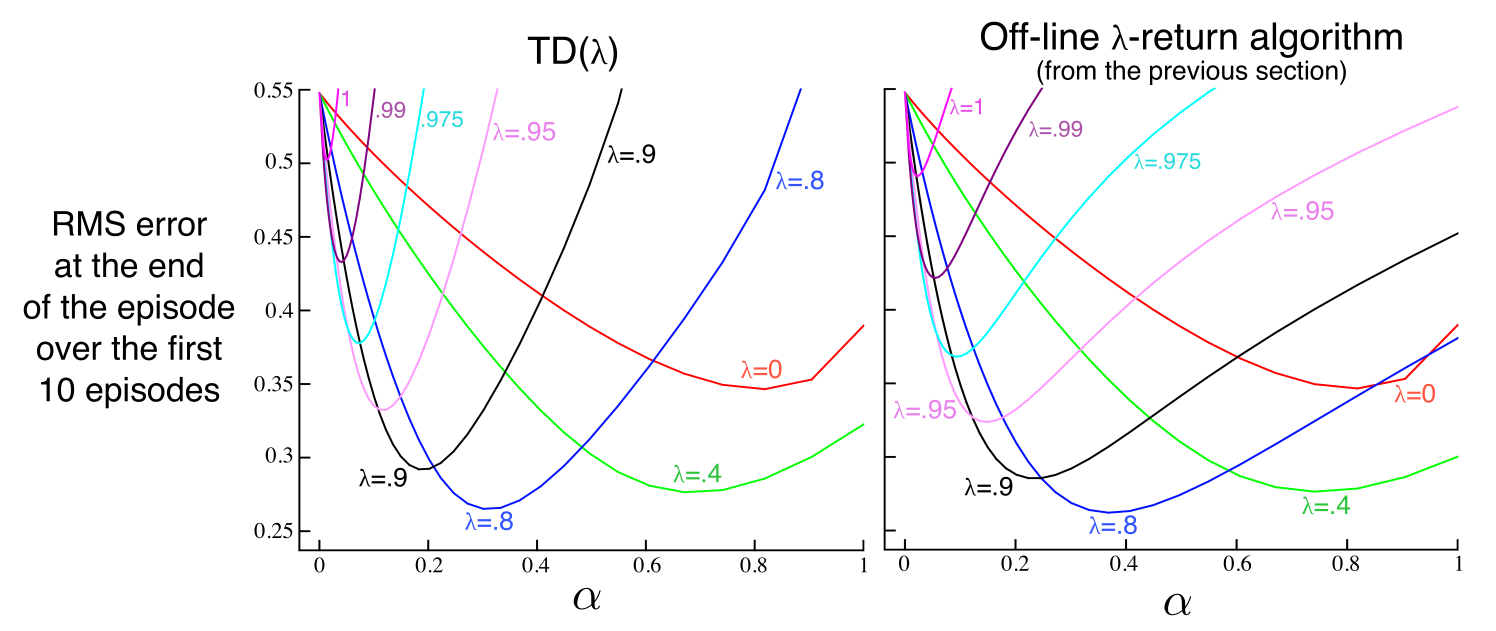 TD(λ)
Off-line λ-return algorithm
(from the previous section)
RMS error
at the end
of the episode
over the first
10 episodes
0.55
0.5
0.45
0.4
0.35
0.3
0.25
1
.99
.975
λ=.95
λ=.9
λ=.8
λ=0
λ=.4
λ=.9
λ=.8
0
0.2
0.4
0.6
0.8
1
α
λ=1
λ=.99
λ=.975
λ=.95
λ=.95
λ=0
λ=.9
λ=.4
λ=.8
0
0.2
0.4
0.6
0.8
1
α